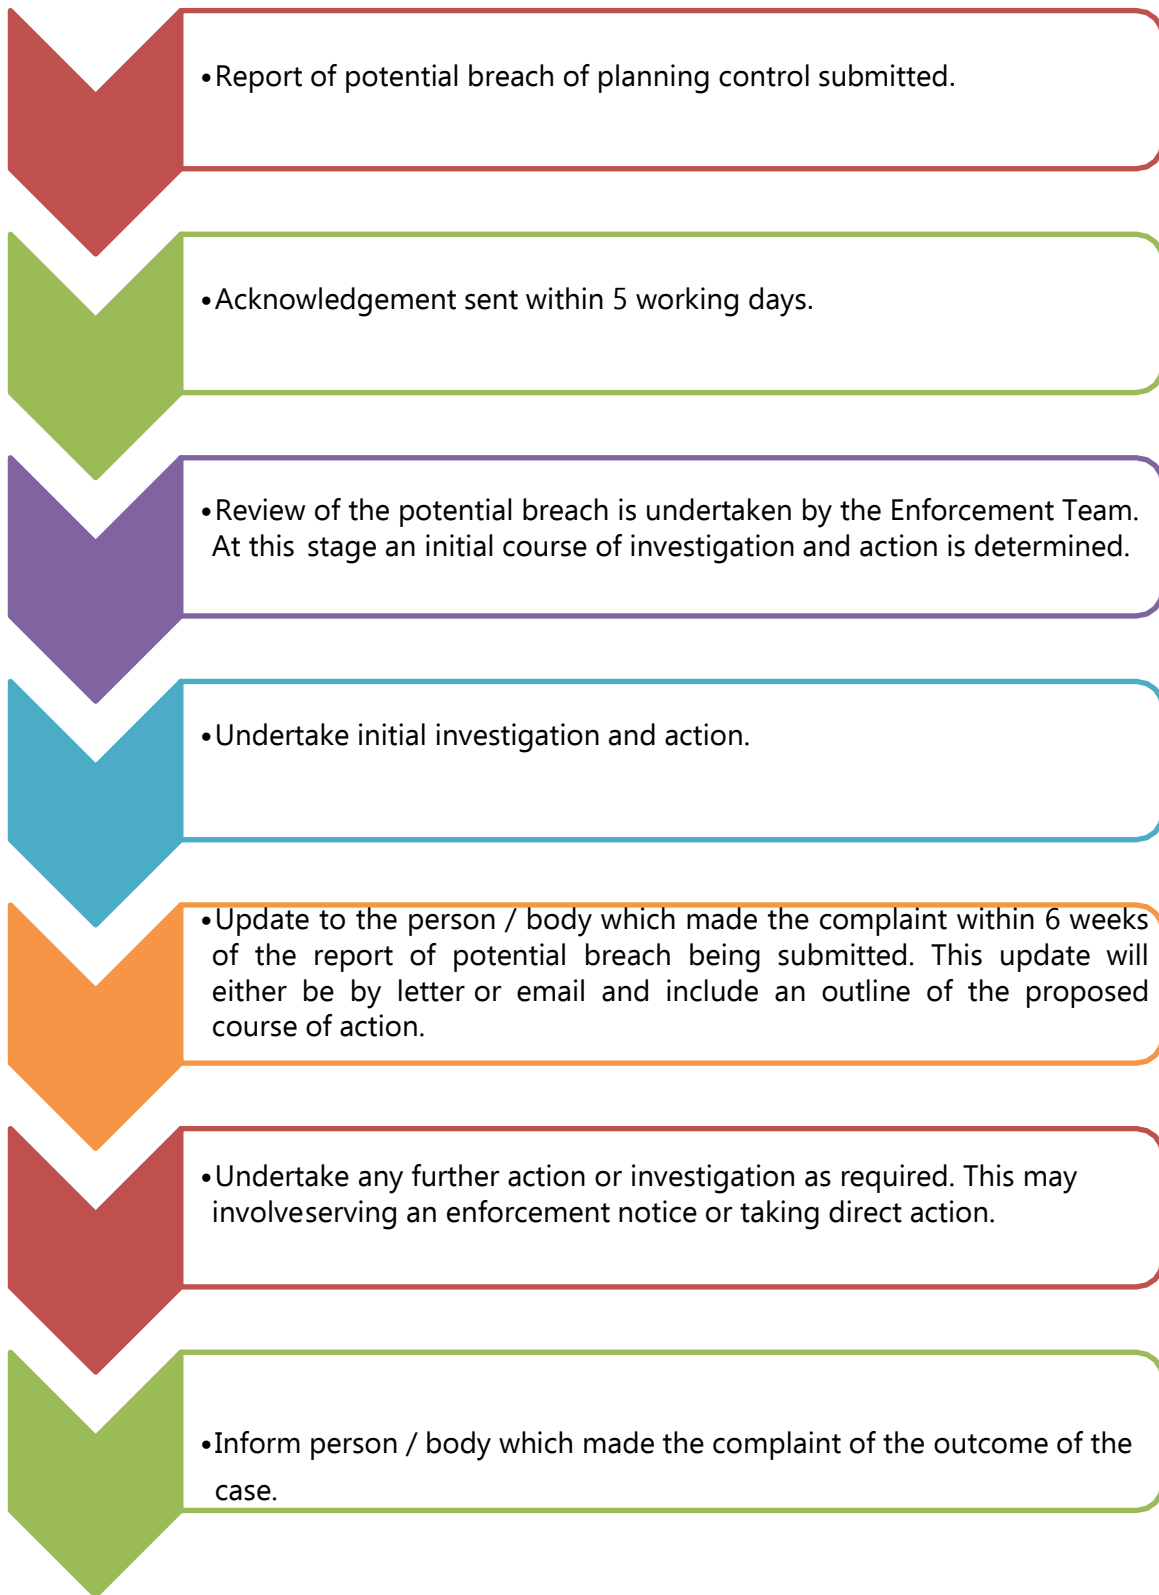 •Report of potential breach of planning control submitted.
•Acknowledgement sent within 5 working days.
•Review of the potential breach is undertaken by the Enforcement Team.
At this stage an initial course of investigation and action is determined.
•Undertake initial investigation and action.
•Update to the person / body which made the complaint within 6 weeks
of the report of potential breach being submitted. This update will
either be by letter or email and include an outline of the proposed
course of action.
•Undertake any further action or investigation as required. This may
involveserving an enforcement notice or taking direct action.
•Inform person / body which made the complaint of the outcome of the
case.